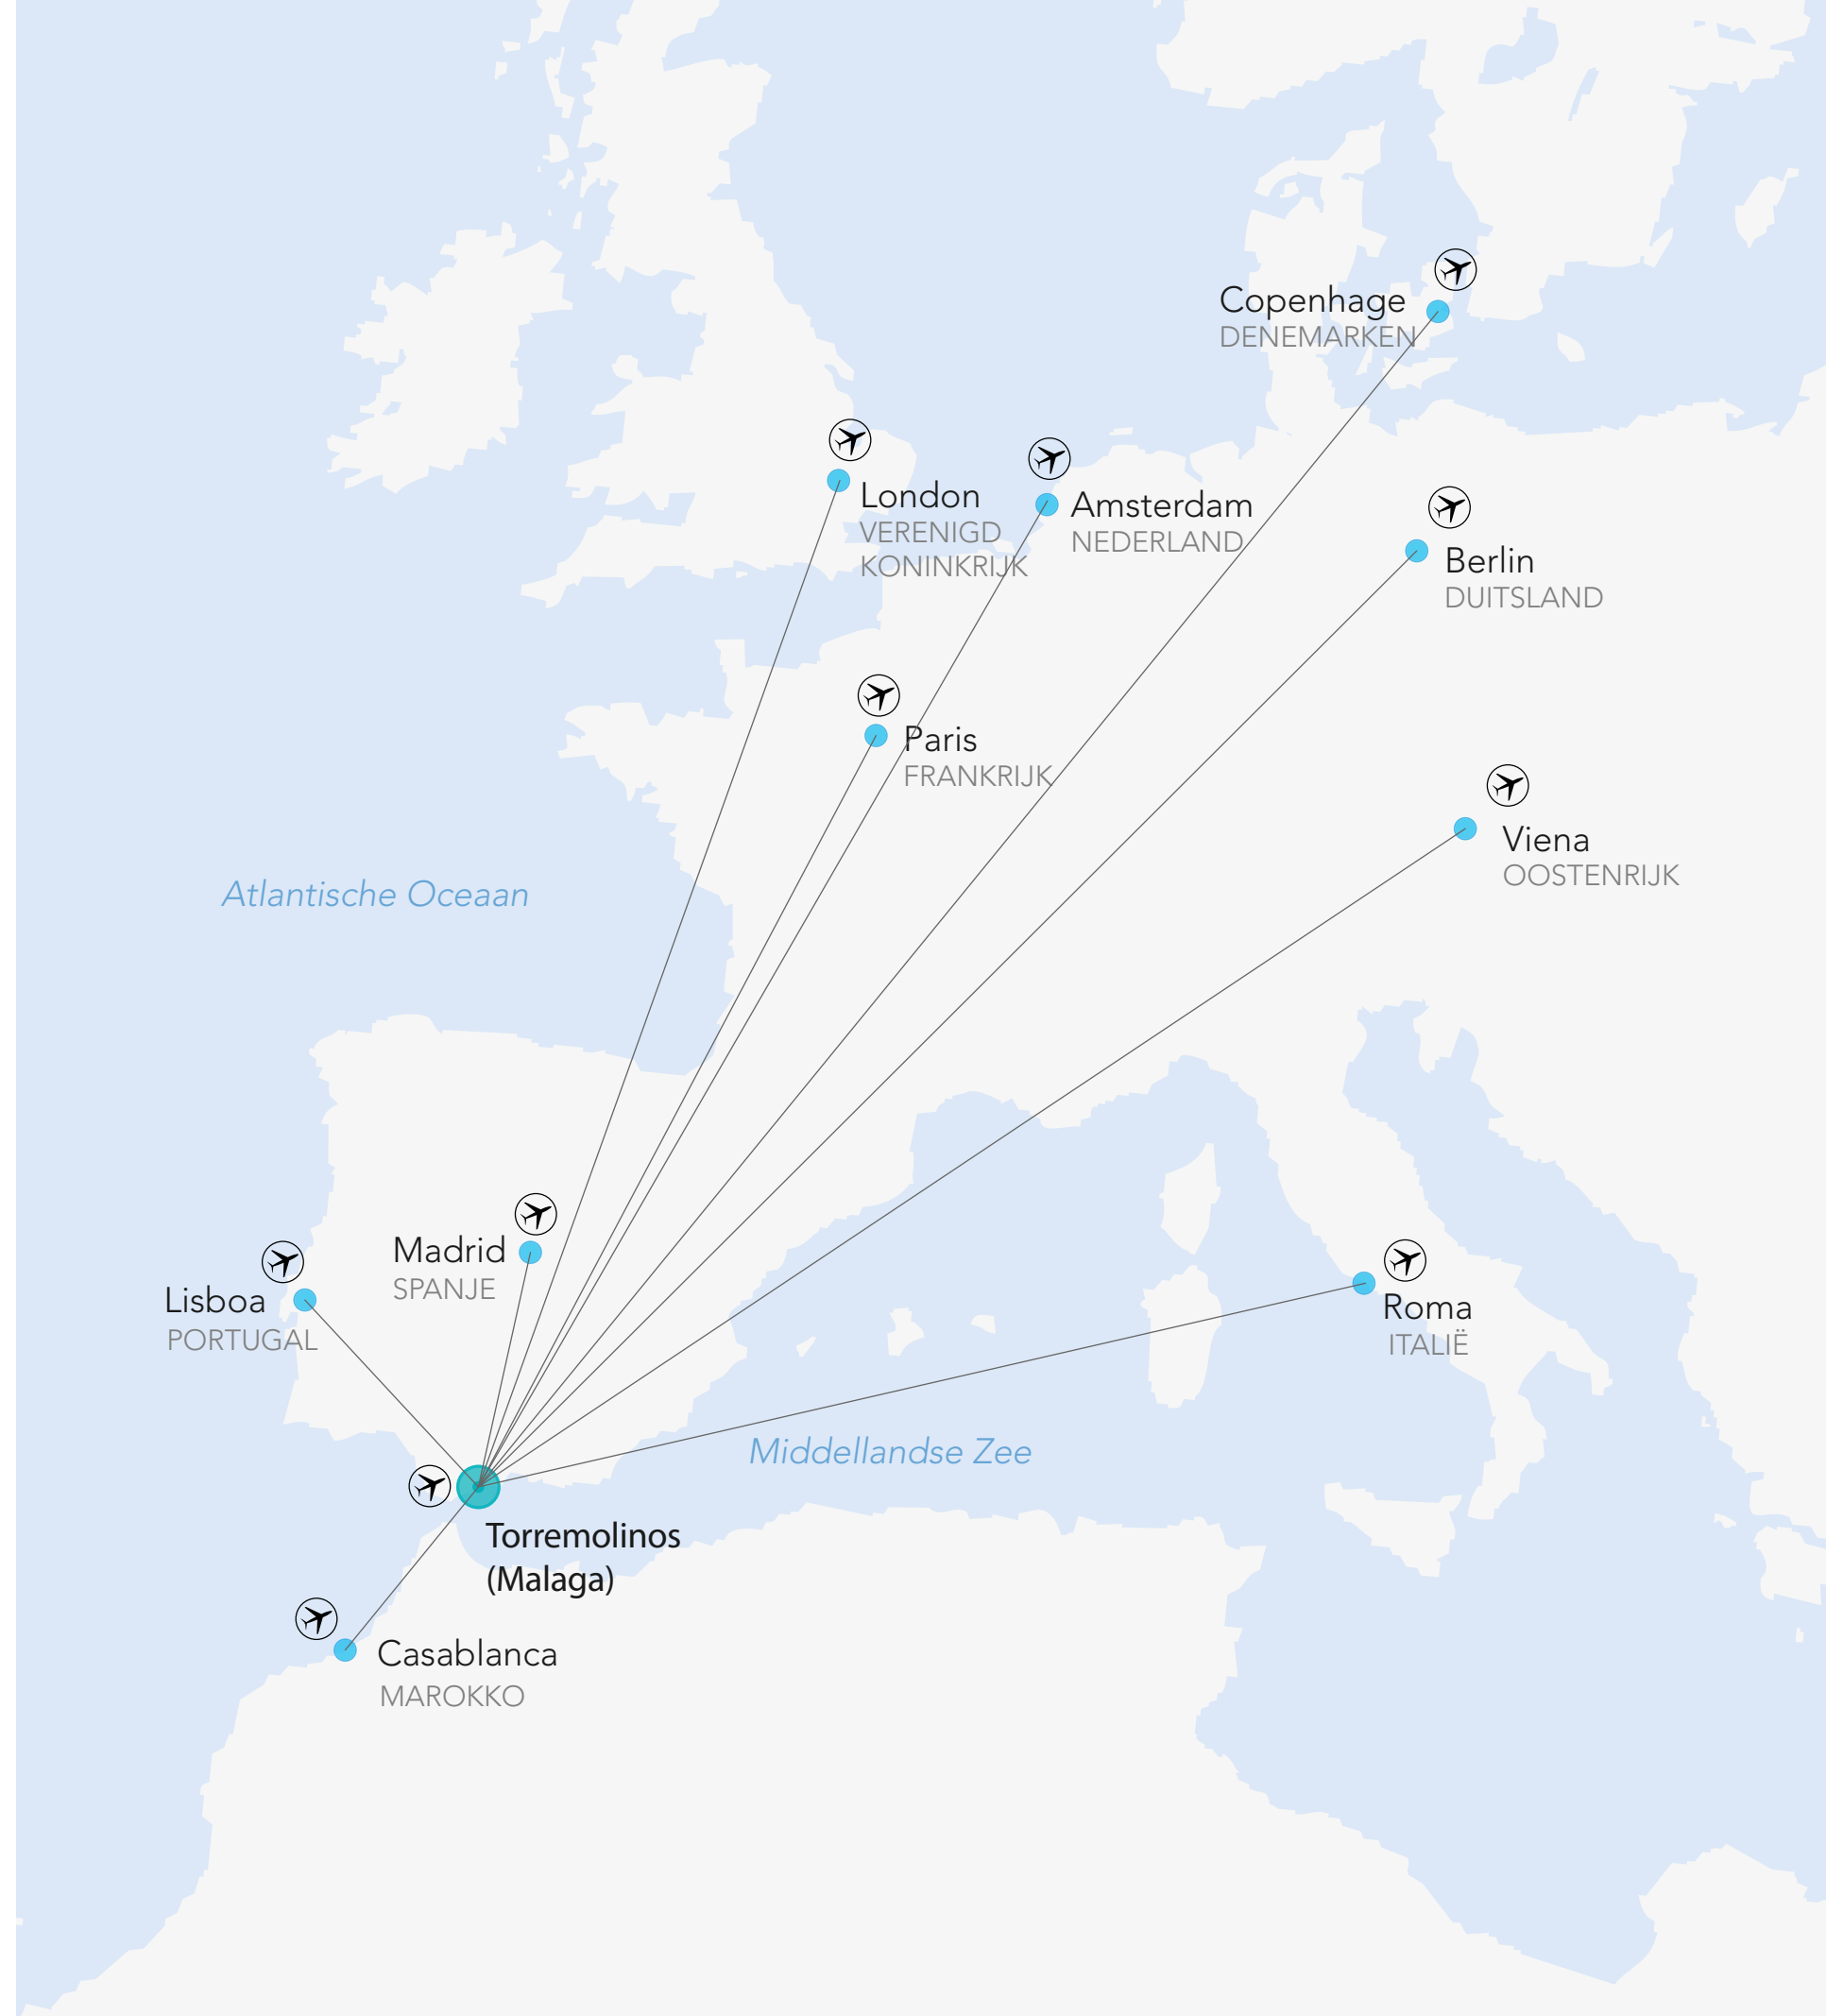 Copenhage
DENEMARKEN
London
VERENIGD
KONINKRIJK
Amsterdam
NEDERLAND
Berlin
DUITSLAND
Paris
FRANKRIJK
Viena
OOSTENRIJK
Atlantische Oceaan
Madrid
SPANJE
Lisboa
PORTUGAL
Roma
ITALIË
Middellandse Zee
Torremolinos
(Malaga)
Casablanca
MAROKKO